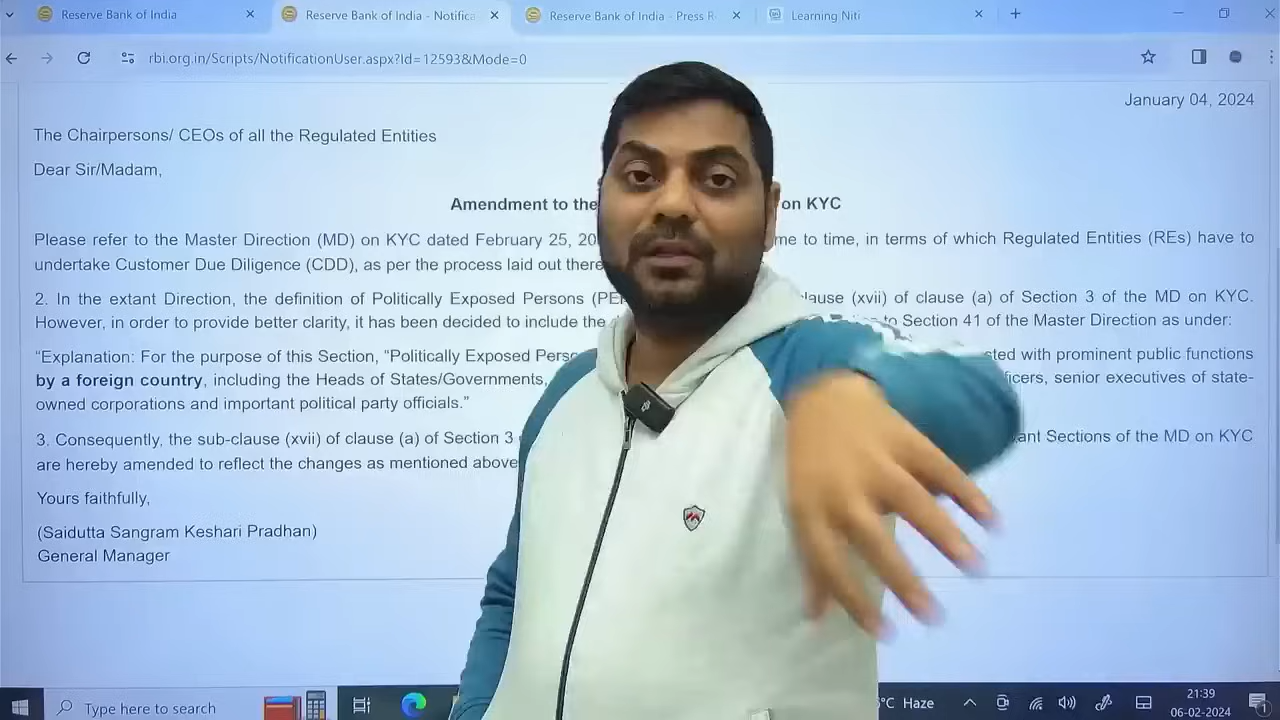 Reserve Bank of India
Reserve Bank of India - Notifica
Reserve Bank of India - Press R
Learning Niti
rbi.org.in/Scripts/NotificationUser.aspx?Id=12593&Mode=0
January 04, 2024
The Chairpersons/ CEOs of all the Regulated Entities
Dear Sir/Madam,
Amendment to the on KYC
Please refer to the Master Direction (MD) on KYC dated February 25, 20 me to time, in terms of which Regulated Entities (REs) have to
undertake Customer Due Diligence (CDD), as per the process laid out there
2. In the extant Direction, the definition of Politically Exposed Persons (PE clause (xvii) of clause (a) of Section 3 of the MD on KYC.
However, in order to provide better clarity, it has been decided to include the to Section 41 of the Master Direction as under:
“Explanation: For the purpose of this Section, “Politically Exposed Perso sted with prominent public functions
by a foreign country, including the Heads of States/Governments, ficers, senior executives of state-
owned corporations and important political party officials.”
3. Consequently, the sub-clause (xvii) of clause (a) of Section 3 ant Sections of the MD on KYC
are hereby amended to reflect the changes as mentioned above
Yours faithfully,
(Saidutta Sangram Keshari Pradhan)
General Manager
Type here to search
°C Haze
21:39
06-02-2024